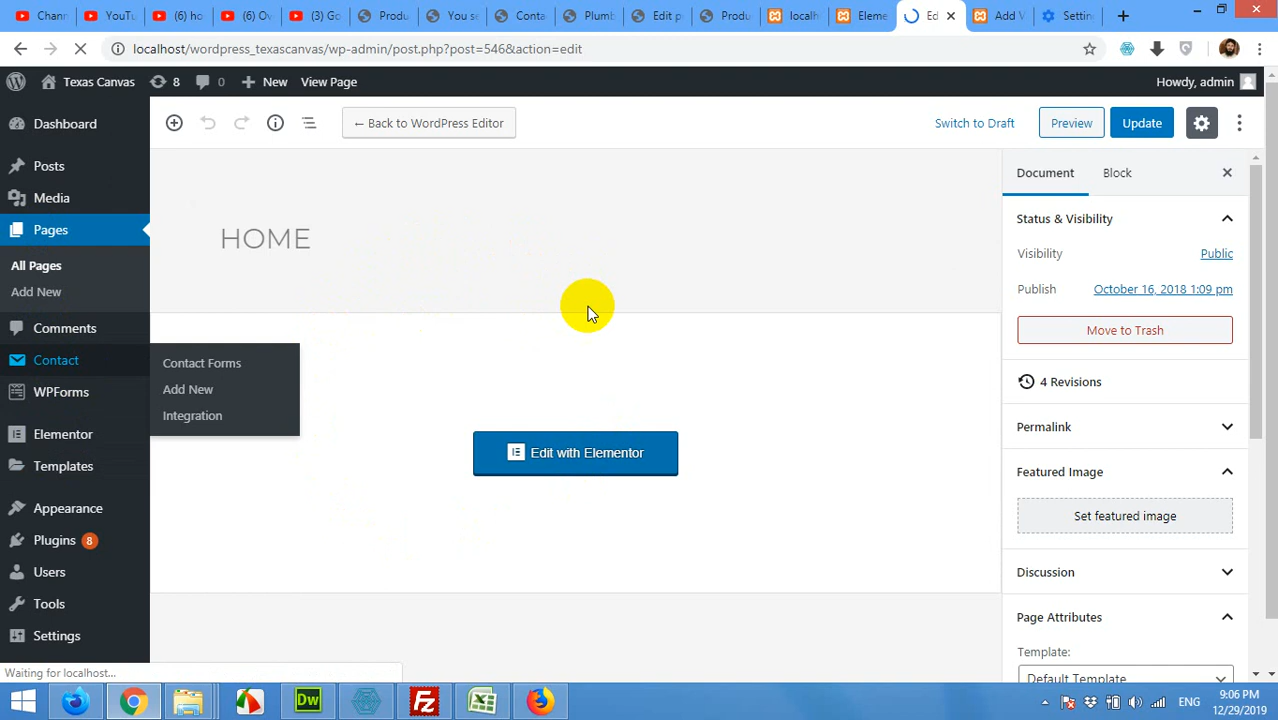 Chann
YouTu
(6) ho
(6) Ov
(3) Go
Produ
You se
Conta
Plumb
Edit p
Produ
localh
Eleme
Ed
Add V
Settin
localhost/wordpress_texascanvas/wp-admin/post.php?post=546&action=edit
Texas Canvas
8
0
New
View Page
Howdy, admin
Dashboard
Posts
Media
Pages
All Pages
Add New
Comments
Contact
WPForms
Elementor
Templates
Appearance
Plugins 8
Users
Tools
Settings
Contact Forms
Add New
Integration
← Back to WordPress Editor
Switch to Draft
Preview
Update
HOME
Edit with Elementor
Document
Block
Status & Visibility
Visibility
Public
Publish
October 16, 2018 1:09 pm
Move to Trash
4 Revisions
Permalink
Featured Image
Set featured image
Discussion
Page Attributes
Template:
Default Template
Waiting for localhost...
Dw
Fz
ENG
9:06 PM
12/29/2019